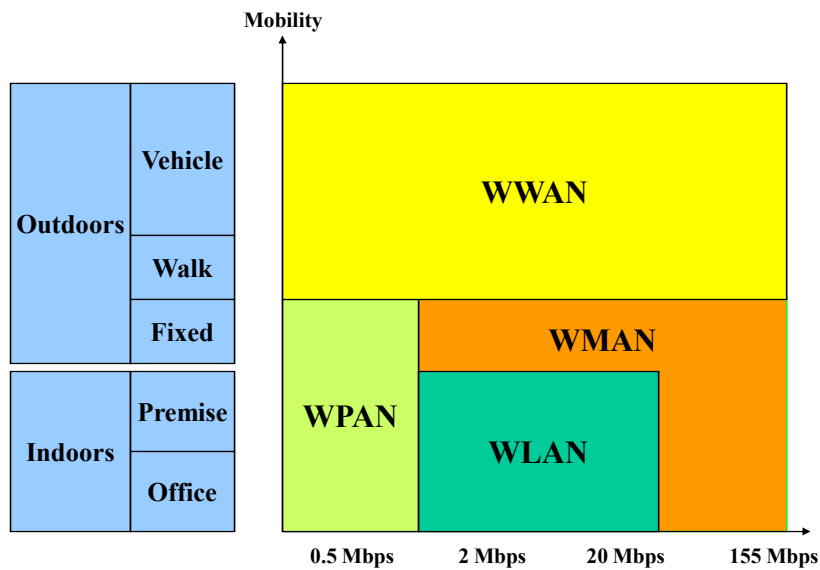 Mobility
Outdoors
Vehicle
Walk
Fixed
Indoors
Premise
Office
WWAN
WMAN
WPAN
WLAN
0.5 Mbps
2 Mbps
20 Mbps
155 Mbps